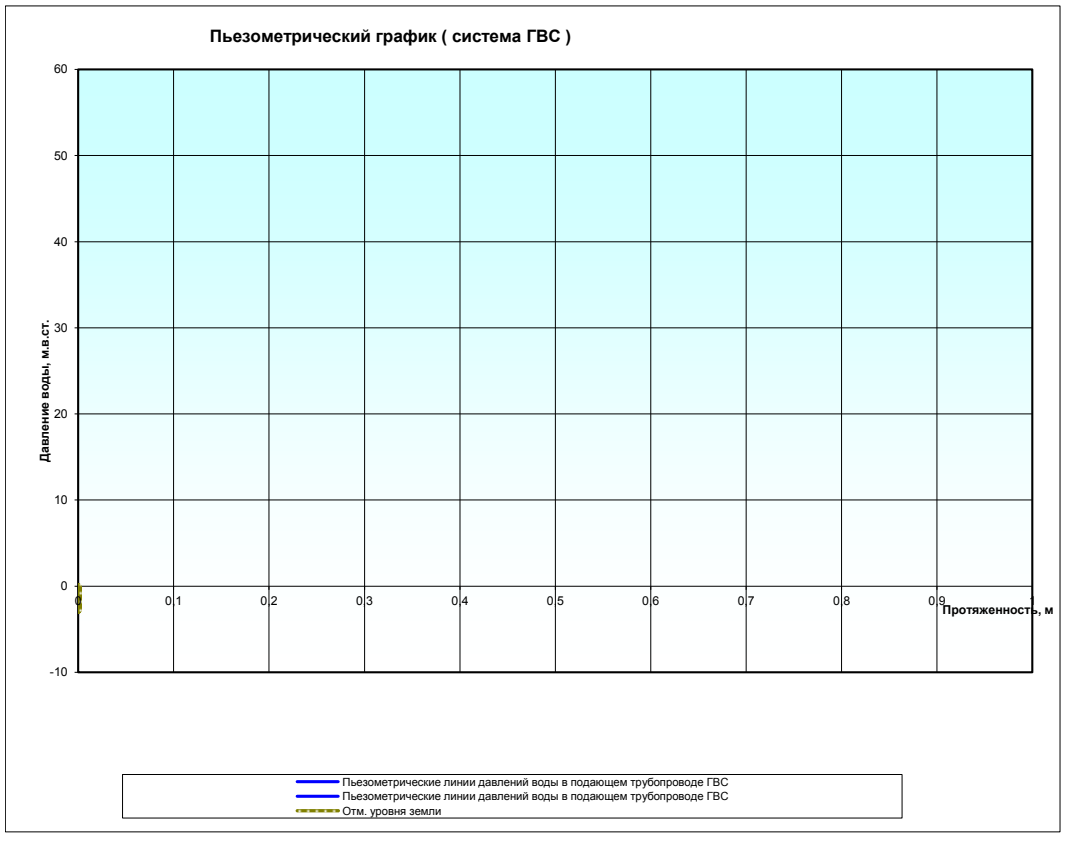 Пьезометрический график ( система ГВС )
60
50
40
30
20
10
0
-10
Давление воды, м.в.ст.
0 0,1 0,2 0,3 0,4 0,5 0,6 0,7 0,8 0,9 1
Протяженность, м
Пьезометрические линии давлений воды в подающем трубопроводе ГВС
Пьезометрические линии давлений воды в подающем трубопроводе ГВС
Отм. уровня земли